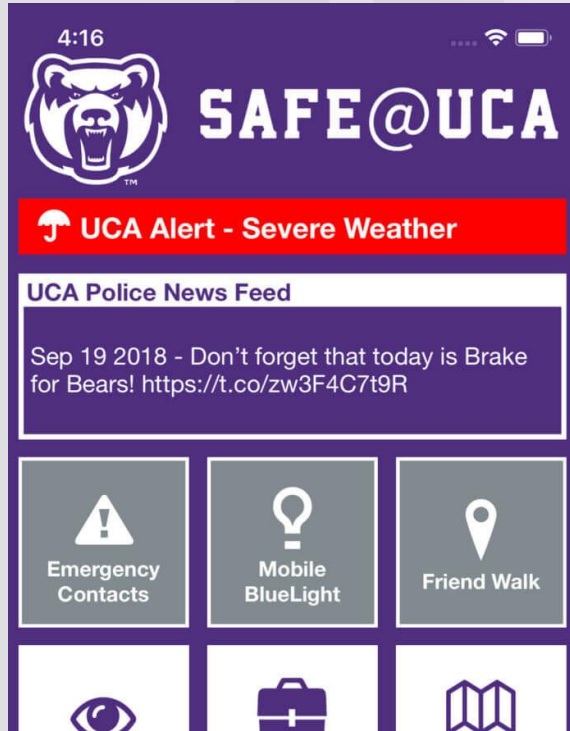 4:16
SAFE@UCA
TM
UCA Alert - Severe Weather
UCA Police News Feed
Sep 19 2018 - Don’t forget that today is Brake
for Bears! https://t.co/zw3F4C7t9R
Emergency
Contacts
Mobile
BlueLight
Friend Walk